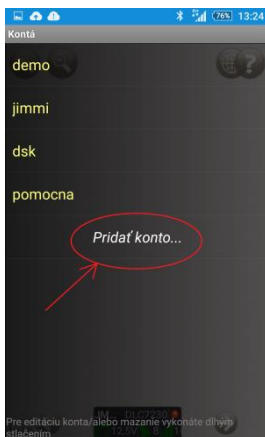 76% 13:24
Kontá
demo
jimmi
dsk
pomocna
Pridať konto...
Pre editáciu konta/alebo mazanie vykonáte dlhým
stlačením